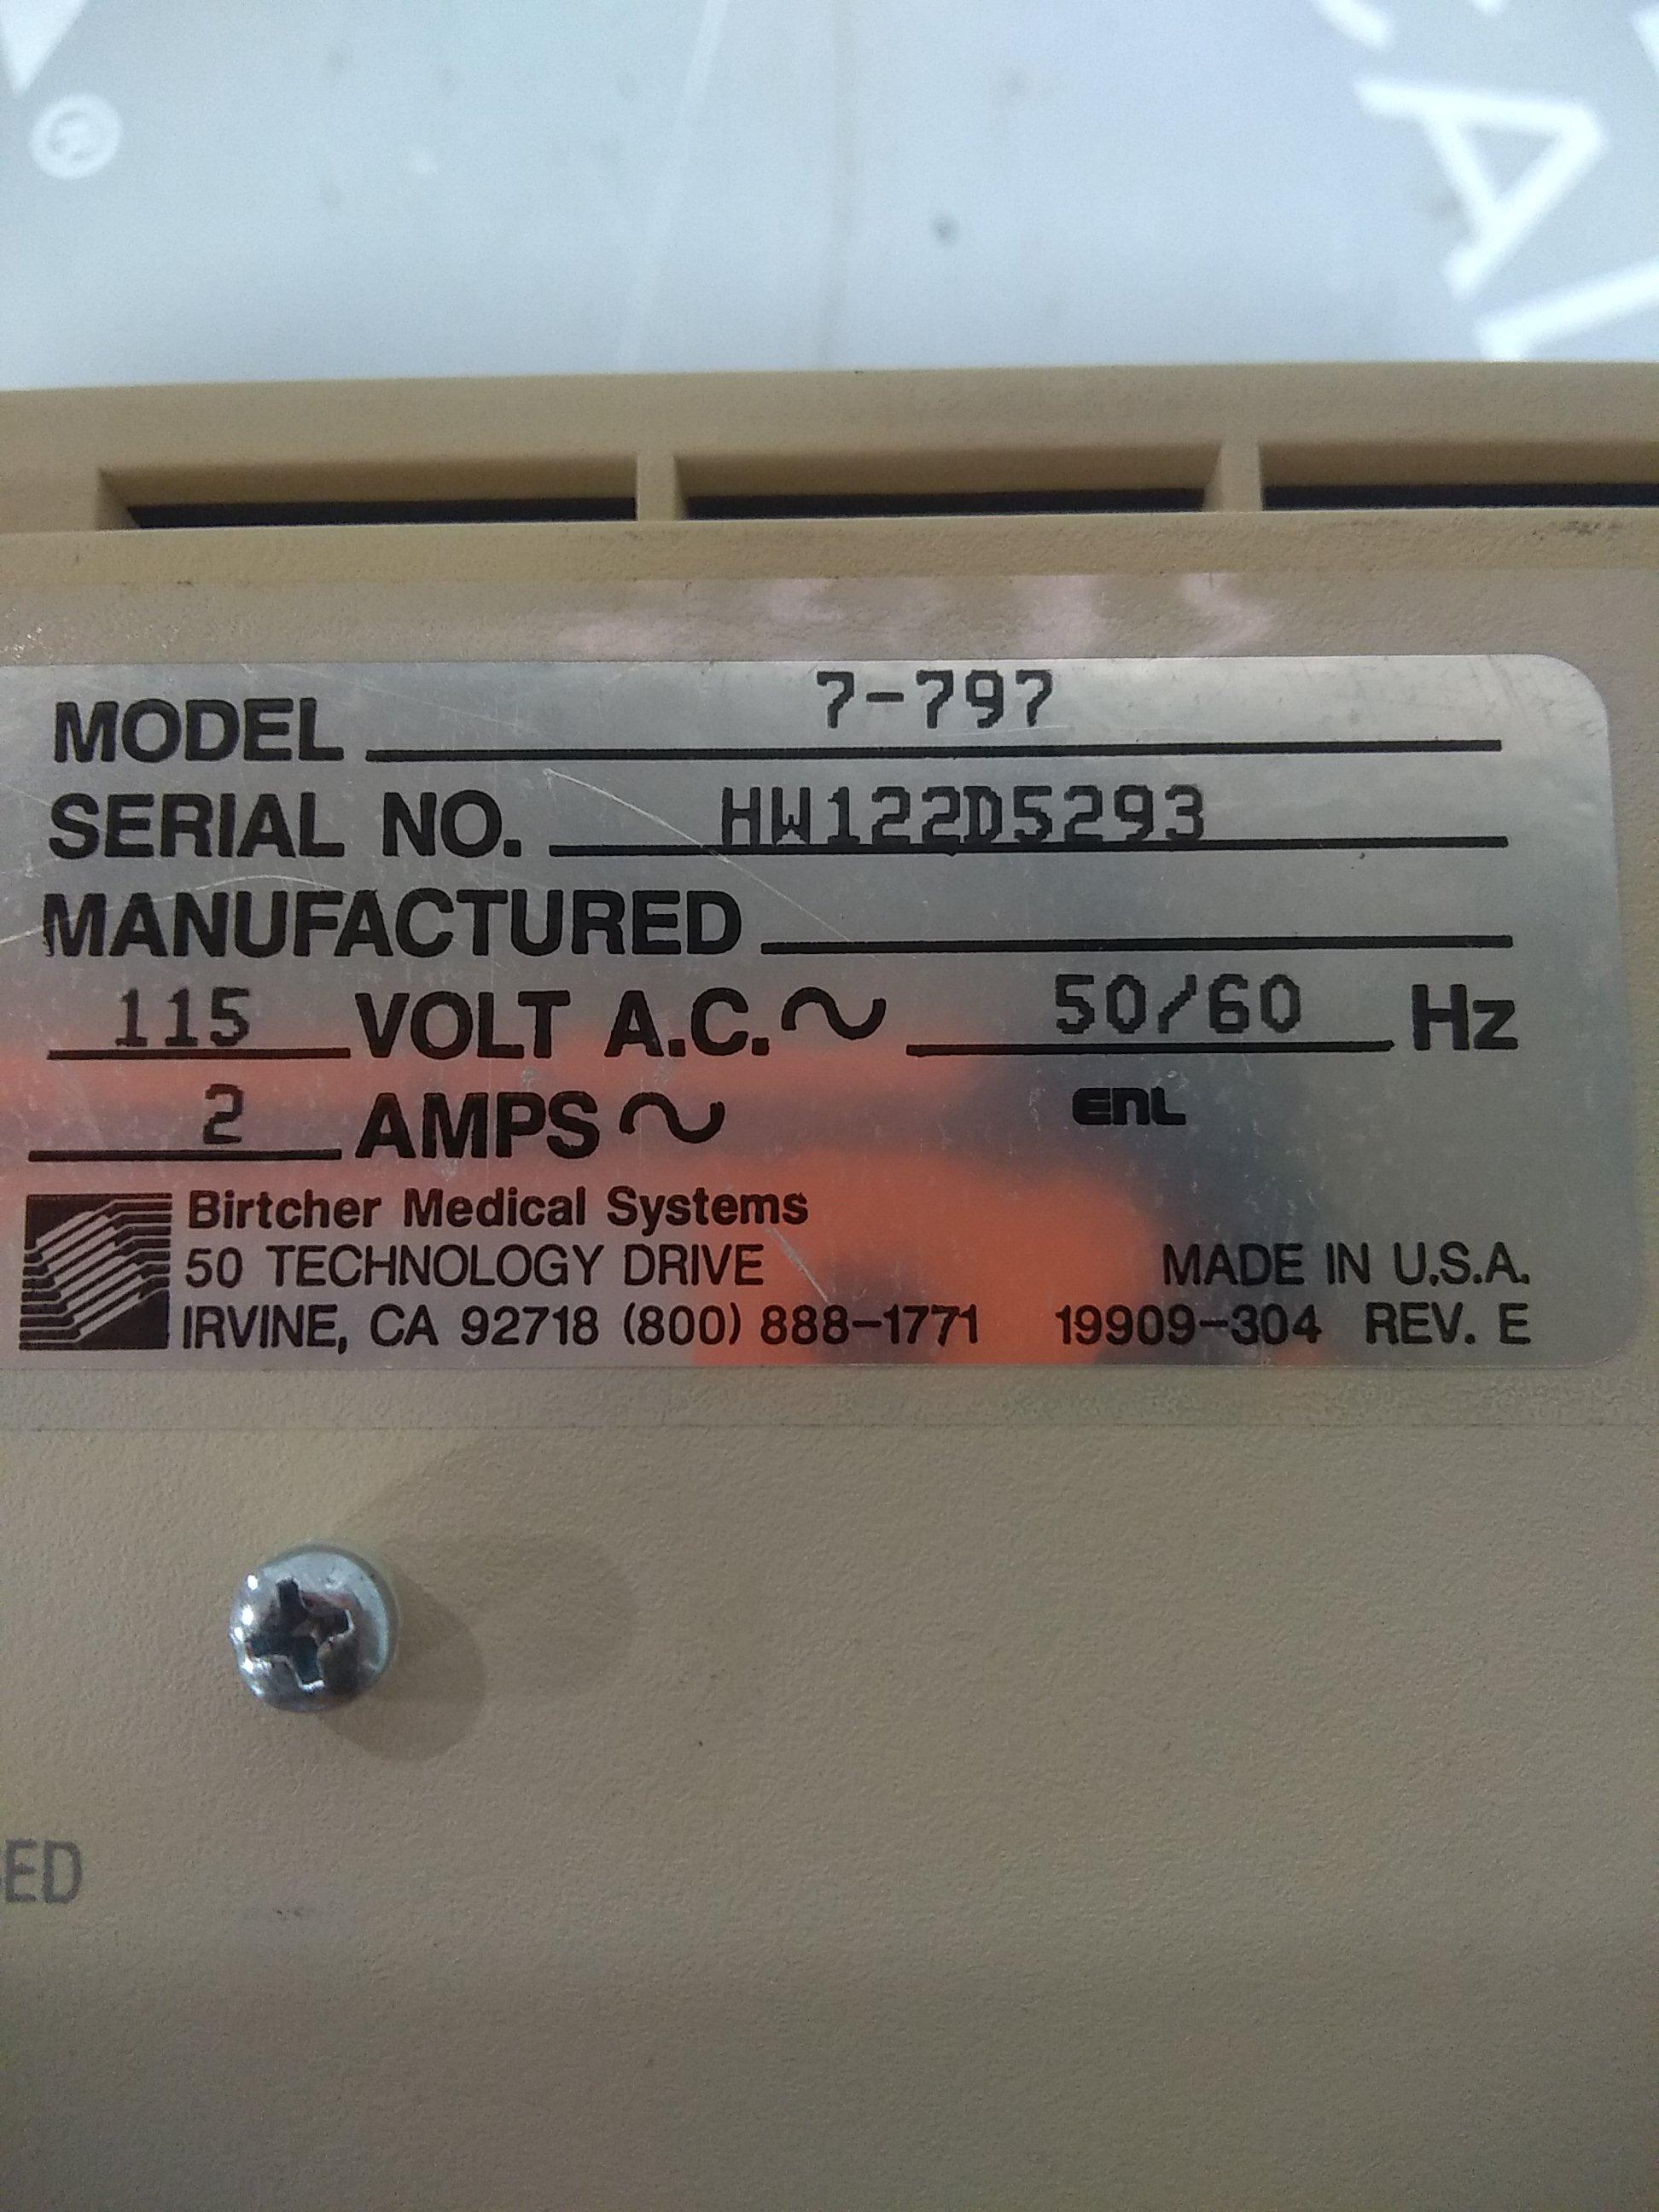 ®
A
MODEL 7-797
SERIAL NO. HW122D5293
MANUFACTURED
115 VOLT A.C.~ 50/60 Hz
2 AMPS~ ENL
Birtcher Medical Systems
50 TECHNOLOGY DRIVE MADE IN U.S.A.
IRVINE, CA 92718 (800) 888-1771 19909-304 REV. E
ED